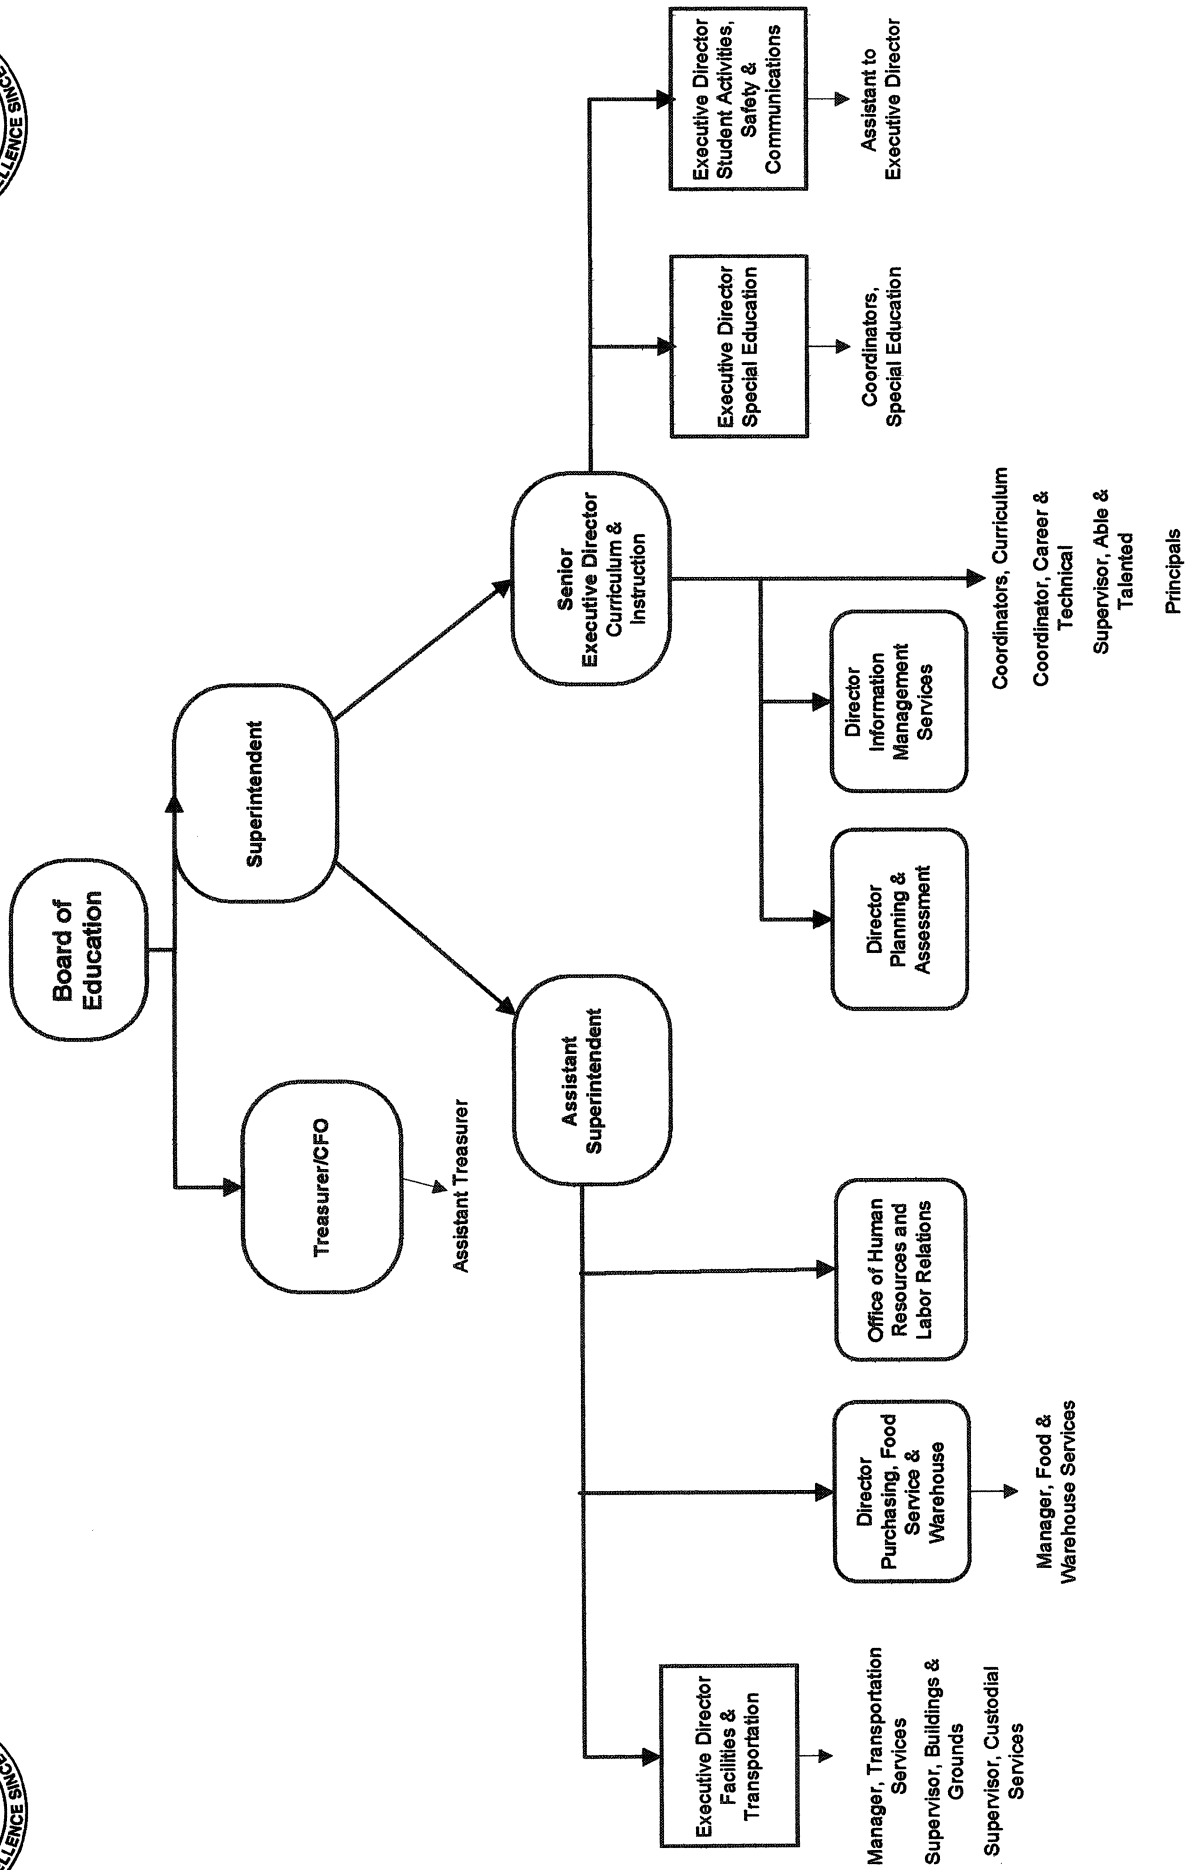 LLENCE SINCE
ELLENCE SINCE
Board of
Education
Treasurer/CFO
Assistant Treasurer
Superintendent
Assistant
Superintendent
Senior
Executive Director
Curriculum &
Instruction
Executive Director
Facilities &
Transportation
Manager, Transportation
Services
Supervisor, Buildings &
Grounds
Supervisor, Custodial
Services
Director
Purchasing, Food
Service &
Warehouse
Manager, Food &
Warehouse Services
Office of Human
Resources and
Labor Relations
Director
Planning &
Assessment
Director
Information
Management
Services
Coordinators, Curriculum
Coordinator, Career &
Technical
Supervisor, Able &
Talented
Principals
Executive Director
Special Education
Coordinators,
Special Education
Executive Director
Student Activities,
Safety &
Communications
Assistant to
Executive Director